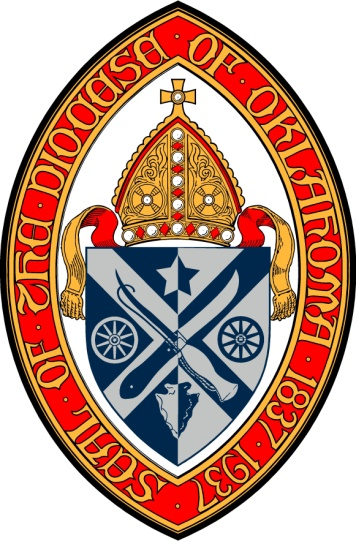 SEAL · OF · THE · DIOCESE · OF · OKLAHOMA · 1837 · 1937 ·